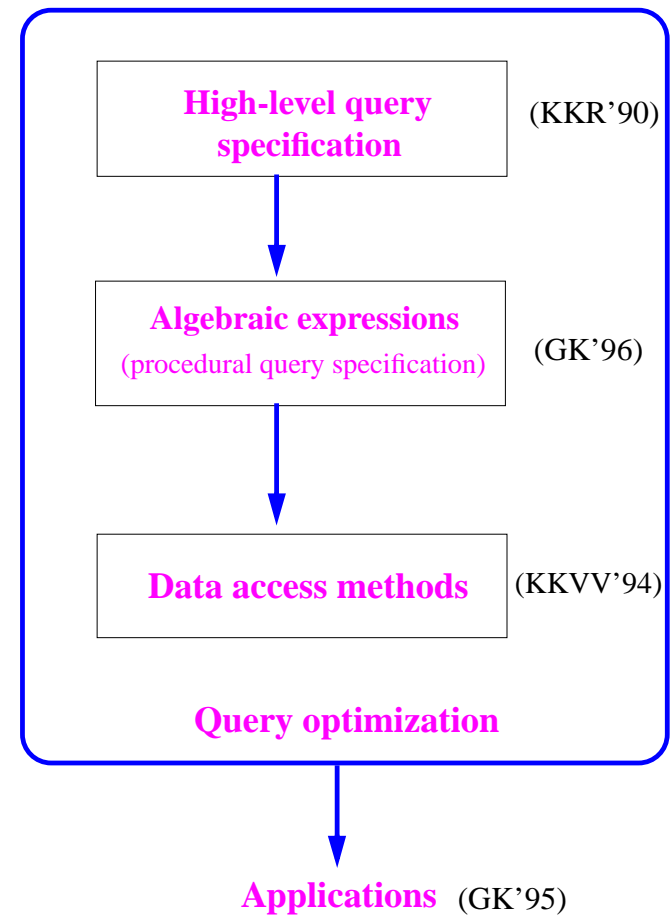 High-level query
specification
(KKR’90)
Algebraic expressions
(procedural query specification)
(GK’96)
Data access methods
(KKVV’94)
Query optimization
Applications (GK’95)